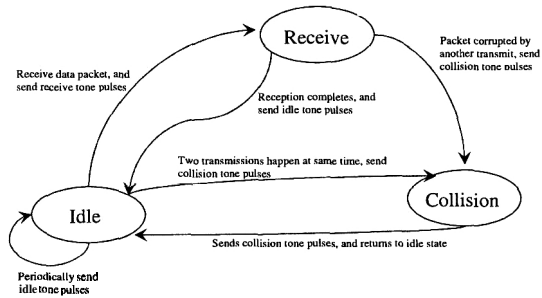 Receive
Packet corrupted by
another transmit, send
collision tone pulses
Receive data packet, and
send receive tone pulses
Reception completes, and
send idle tone pulses
Two transmissions happen at same time, send
collision tone pulses
Idle
Collision
Sends collision tone pulses, and returns to idle state
Periodically send
idle tone pulses